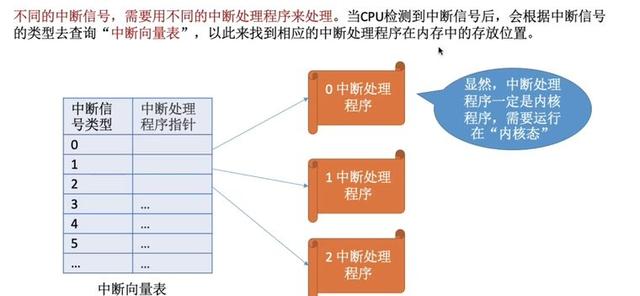 不同的中断信号，需要用不同的中断处理程序来处理。当CPU检测到中断信号后，会根据中断信号
的类型去查询“中断向量表”，以此来找到相应的中断处理程序在内存中的存放位置。
中断信
号类型
中断处理
程序指针
0
1
2
3 ...
4 ...
5 ...
... ...
中断向量表
0 中断处理
程序
1 中断处理
程序
2 中断处理
程序
显然，中断处理
程序一定是内核
程序，需要运行
在“内核态”